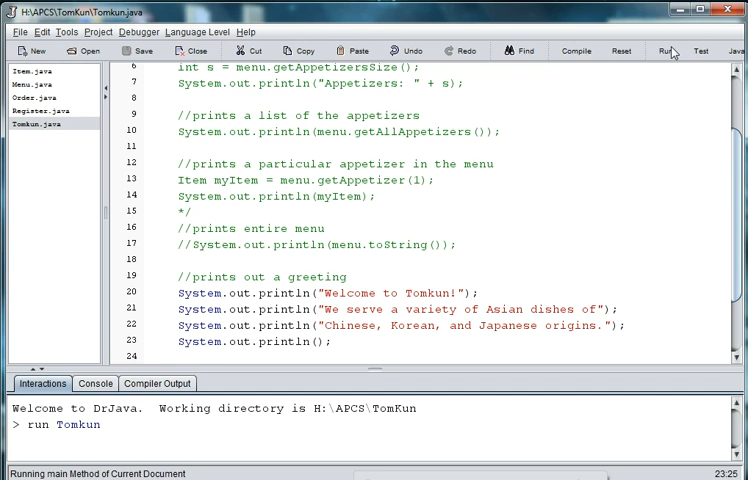 H:\APCS\TomKun\Tomkun.java
File Edit Tools Project Debugger Language Level Help
New Open Save Close Cut Copy Paste Undo Redo Find Compile Reset Run Test Java
Item.java
Menu.java
Order.java
Register.java
Tomkun.java
6 int s = menu.getAppetizersSize();
7 System.out.println("Appetizers: " + s);
8
9 //prints a list of the appetizers
10 System.out.println(menu.getAllAppetizers());
11
12 //prints a particular appetizer in the menu
13 Item myItem = menu.getAppetizer(1);
14 System.out.println(myItem);
15 */
16 //prints entire menu
17 //System.out.println(menu.toString());
18
19 //prints out a greeting
20 System.out.println("Welcome to Tomkun!");
21 System.out.println("We serve a variety of Asian dishes of");
22 System.out.println("Chinese, Korean, and Japanese origins.");
23 System.out.println();
24
Interactions Console Compiler Output
Welcome to DrJava.  Working directory is H:\APCS\TomKun
> run Tomkun
Running main Method of Current Document 23:25